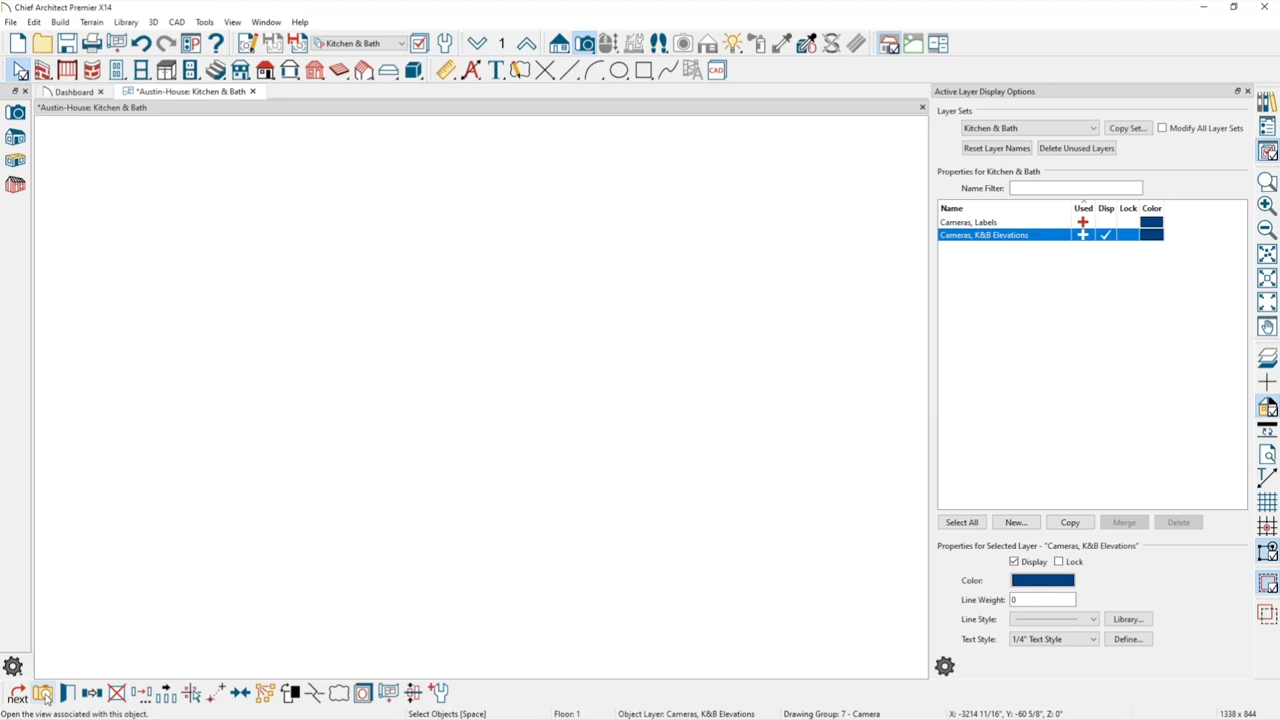 Chief Architect Premier X14
File Edit Build Terrain Library 3D CAD Tools View Window Help
Kitchen & Bath 1 CAD
Dashboard *Austin-House: Kitchen & Bath
*Austin-House: Kitchen & Bath
Active Layer Display Options
Layer Sets
Kitchen & Bath Copy Set... Modify All Layer Sets
Reset Layer Names Delete Unused Layers
Properties for Kitchen & Bath
Name Filter:
Name Used Disp Lock Color
Cameras, Labels
Cameras, K&B Elevations
Select All New... Copy Merge Delete
Properties for Selected Layer - "Cameras, K&B Elevations"
Display Lock
Color:
Line Weight: 0
Line Style: Library...
Text Style: 1/4" Text Style Define...
next
Open the view associated with this object. Select Objects [Space] Floor: 1 Object Layer: Cameras, K&B Elevations Drawing Group: 7 - Camera X: -3214 11/16", Y: -60 5/8", Z: 0" 1338 x 844